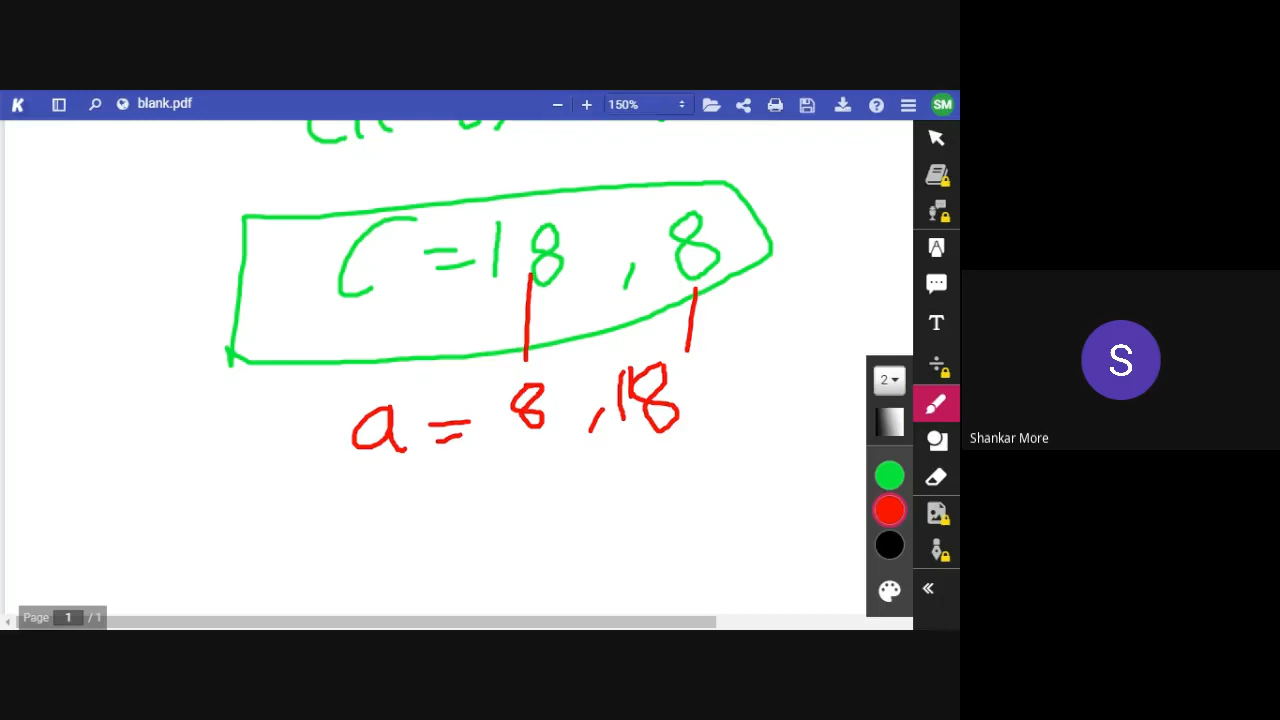 K blank.pdf 150% SM
C = 18 , 8
a = 8 , 18
2
T
Page 1 / 1
S
Shankar More